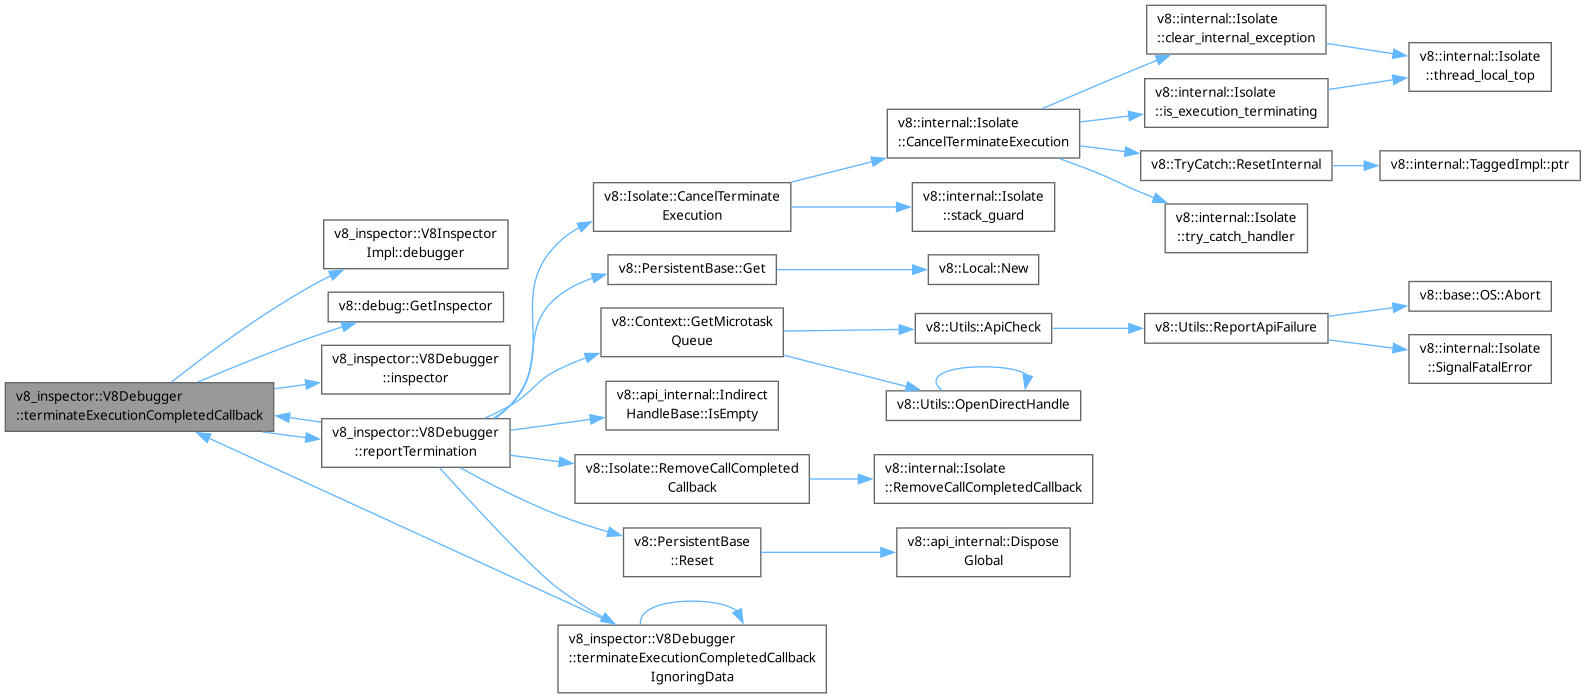 v8_inspector::V8Debugger
::terminateExecutionCompletedCallback
v8_inspector::V8Inspector
Impl::debugger
v8::debug::GetInspector
v8_inspector::V8Debugger
::inspector
v8_inspector::V8Debugger
::reportTermination
v8::Isolate::CancelTerminate
Execution
v8::PersistentBase::Get
v8::Context::GetMicrotask
Queue
v8::api_internal::Indirect
HandleBase::IsEmpty
v8::Isolate::RemoveCallCompleted
Callback
v8::PersistentBase
::Reset
v8_inspector::V8Debugger
::terminateExecutionCompletedCallback
IgnoringData
v8::internal::Isolate
::CancelTerminateExecution
v8::internal::Isolate
::stack_guard
v8::Local::New
v8::Utils::ApiCheck
v8::Utils::OpenDirectHandle
v8::internal::Isolate
::RemoveCallCompletedCallback
v8::api_internal::Dispose
Global
v8::internal::Isolate
::clear_internal_exception
v8::internal::Isolate
::is_execution_terminating
v8::TryCatch::ResetInternal
v8::internal::Isolate
::try_catch_handler
v8::Utils::ReportApiFailure
v8::internal::Isolate
::thread_local_top
v8::internal::TaggedImpl::ptr
v8::base::OS::Abort
v8::internal::Isolate
::SignalFatalError